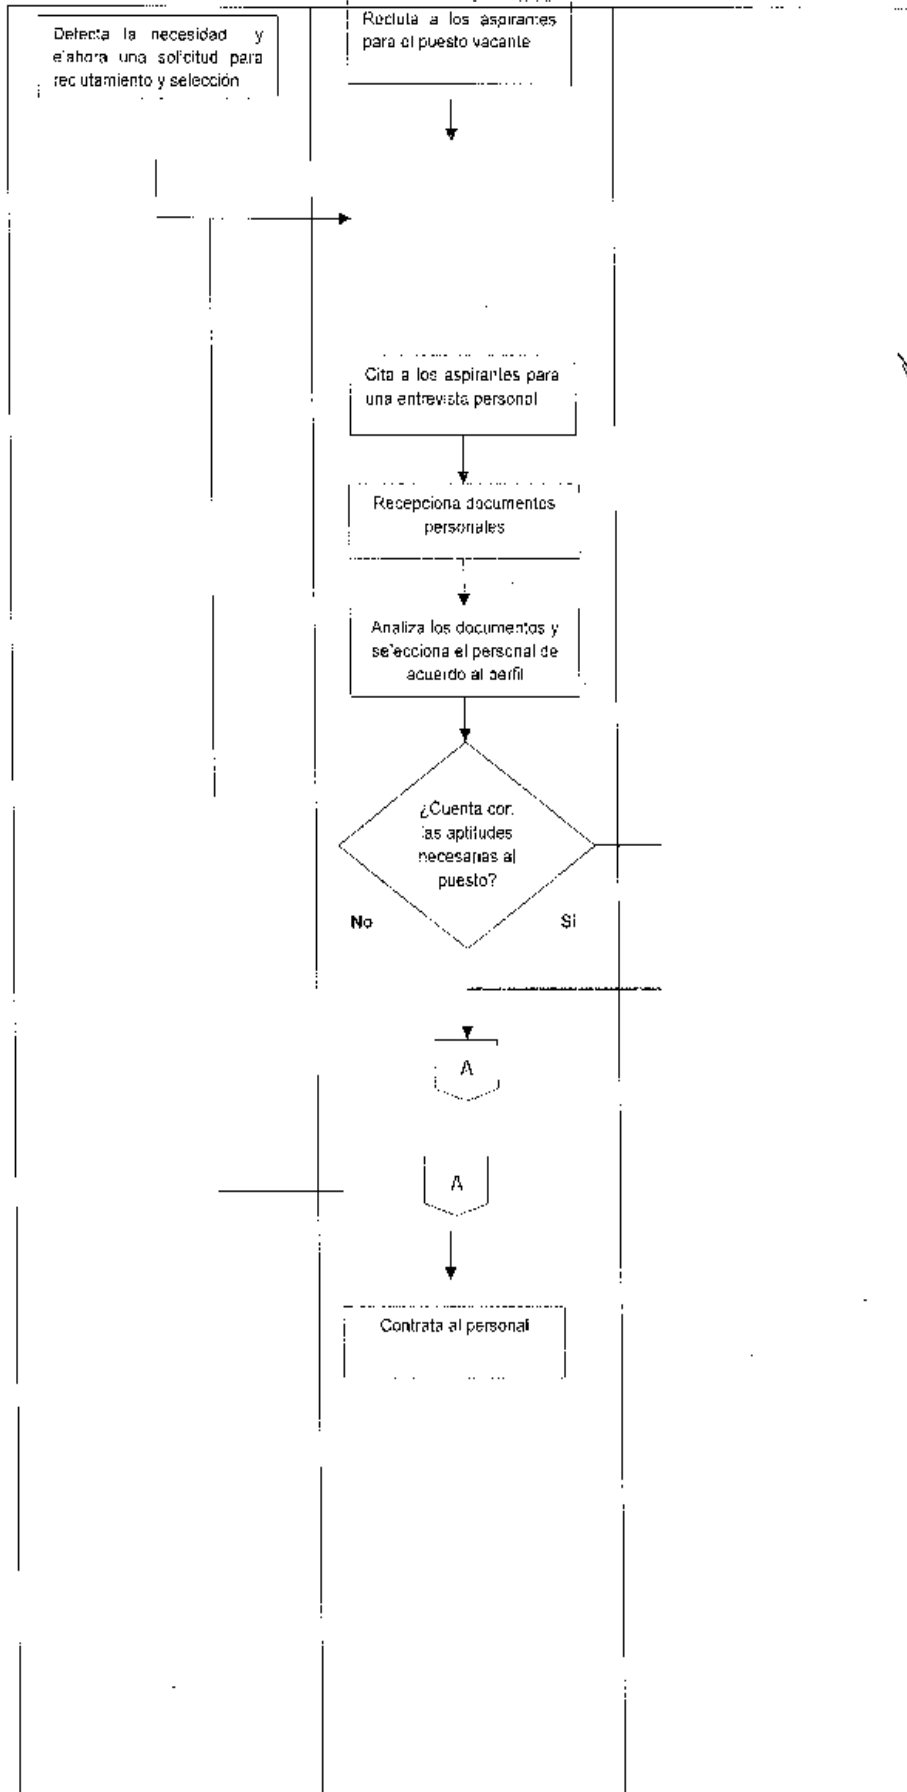 Detecta la necesidad y
elabora una solicitud para
reclutamiento y selección
Recluta a los aspirantes
para el puesto vacante
Cita a los aspirantes para
una entrevista personal
Recepciona documentos
personales
Analiza los documentos y
selecciona el personal de
acuerdo al perfil
¿Cuenta con
las aptitudes
necesarias al
puesto?
No
Si
A
A
Contrata al personal